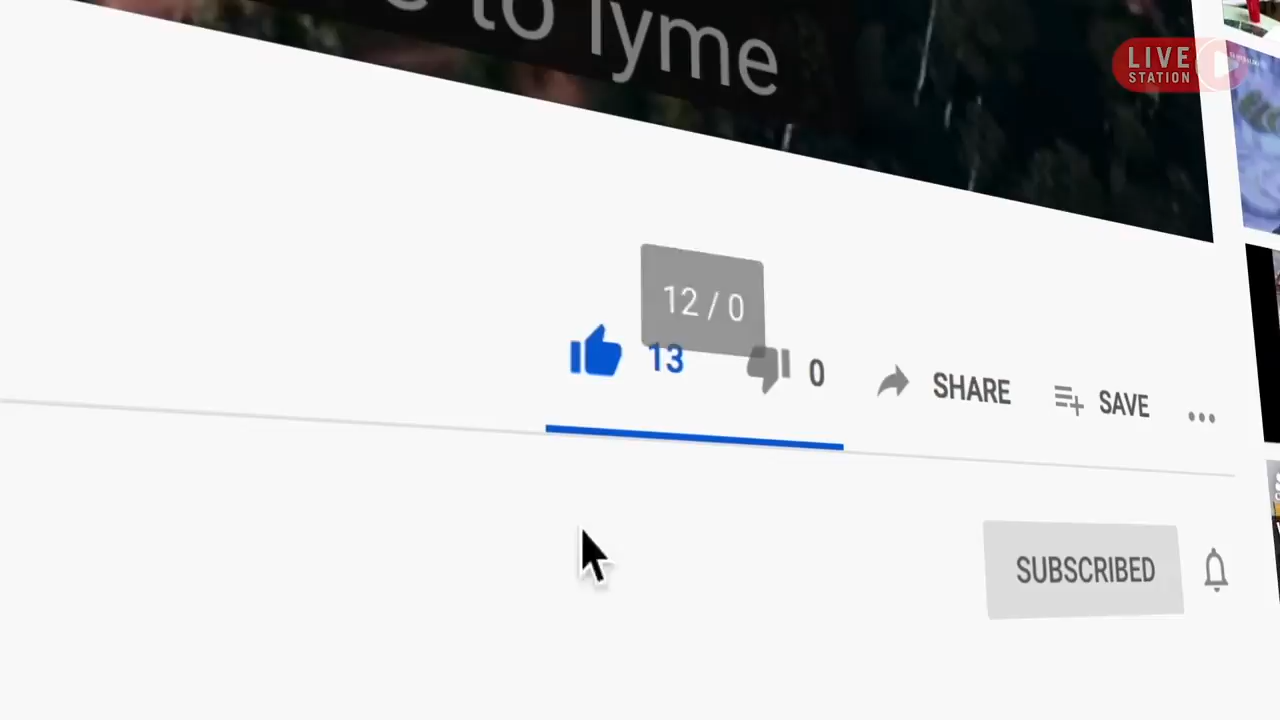 to lyme
LIVE
STATION
12 / 0
13
0
SHARE
SAVE
SUBSCRIBED